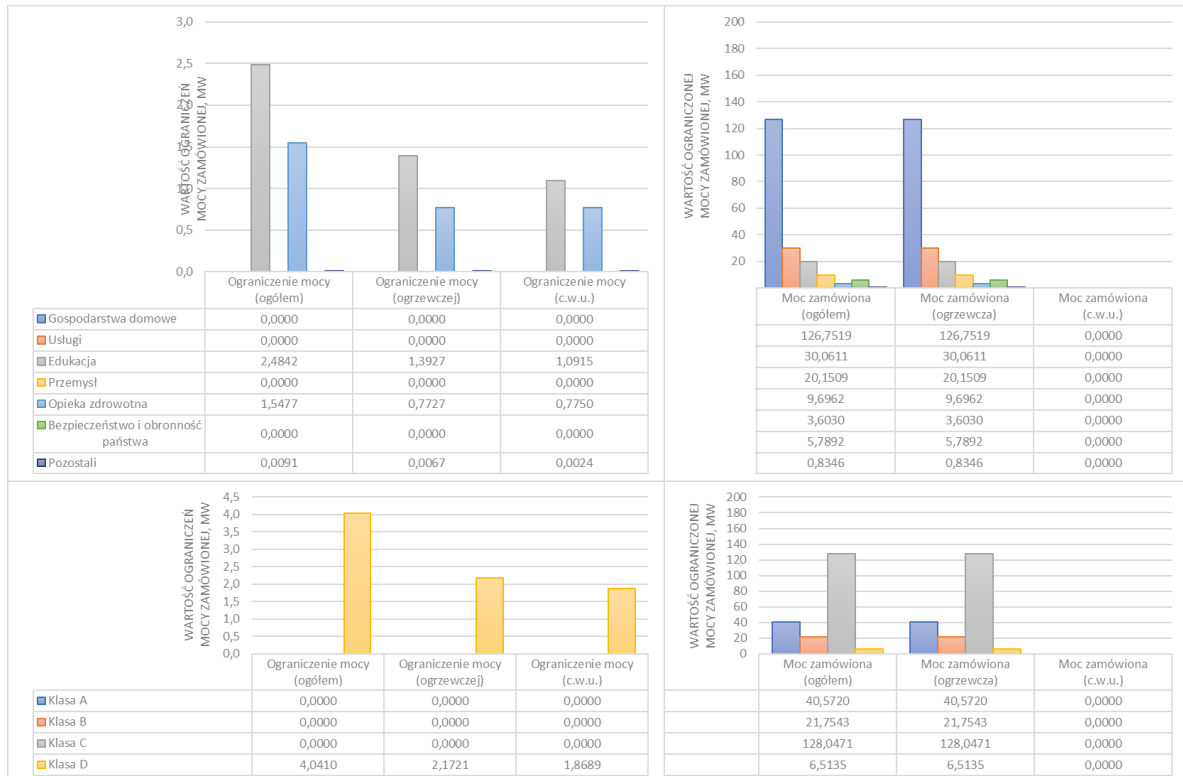 WARTOŚĆ OGRANICZEŃ
MOCY ZAMÓWIONEJ, MW
3,0
2,5
2,0
1,5
1,0
0,5
0,0
Ograniczenie mocy (ogółem) Ograniczenie mocy (ogrzewczej) Ograniczenie mocy (c.w.u.)
Gospodarstwa domowe 0,0000 0,0000 0,0000
Usługi 0,0000 0,0000 0,0000
Edukacja 2,4842 1,3927 1,0915
Przemysł 0,0000 0,0000 0,0000
Opieka zdrowotna 1,5477 0,7727 0,7750
Bezpieczeństwo i obronność państwa 0,0000 0,0000 0,0000
Pozostali 0,0091 0,0067 0,0024
WARTOŚĆ OGRANICZONEJ
MOCY ZAMÓWIONEJ, MW
200
180
160
140
120
100
80
60
40
20
Moc zamówiona (ogółem) Moc zamówiona (ogrzewcza) Moc zamówiona (c.w.u.)
126,7519 126,7519 0,0000
30,0611 30,0611 0,0000
20,1509 20,1509 0,0000
9,6962 9,6962 0,0000
3,6030 3,6030 0,0000
5,7892 5,7892 0,0000
0,8346 0,8346 0,0000
WARTOŚĆ OGRANICZEŃ
MOCY ZAMÓWIONEJ, MW
4,5
4,0
3,5
3,0
2,5
2,0
1,5
1,0
0,5
0,0
Ograniczenie mocy (ogółem) Ograniczenie mocy (ogrzewczej) Ograniczenie mocy (c.w.u.)
Klasa A 0,0000 0,0000 0,0000
Klasa B 0,0000 0,0000 0,0000
Klasa C 0,0000 0,0000 0,0000
Klasa D 4,0410 2,1721 1,8689
WARTOŚĆ OGRANICZONEJ
MOCY ZAMÓWIONEJ, MW
200
180
160
140
120
100
80
60
40
20
0
Moc zamówiona (ogółem) Moc zamówiona (ogrzewcza) Moc zamówiona (c.w.u.)
40,5720 40,5720 0,0000
21,7543 21,7543 0,0000
128,0471 128,0471 0,0000
6,5135 6,5135 0,0000